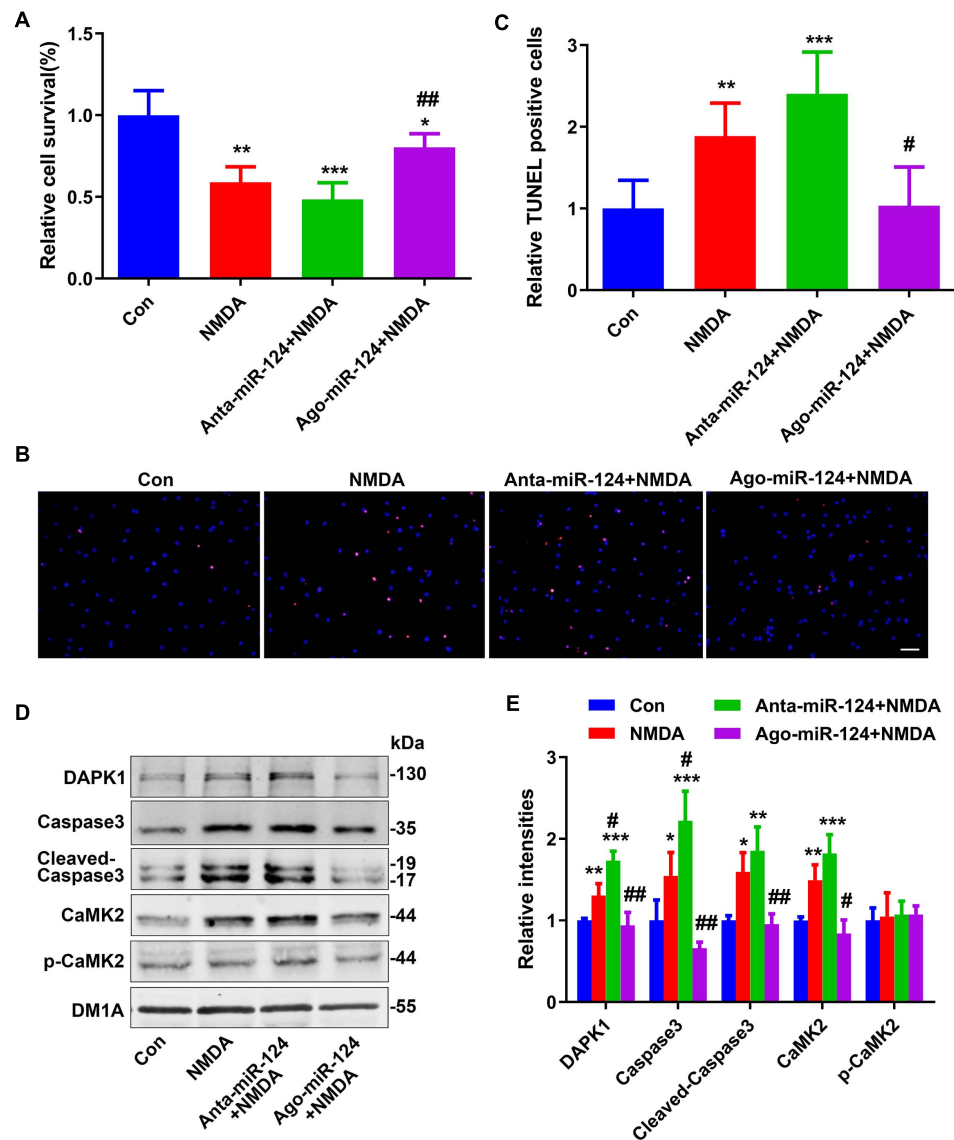 A
Relative cell survival(%)
1.5
1.0
0.5
0.0
**
***
##
*
Con
NMDA
Anta-miR-124+NMDA
Ago-miR-124+NMDA
C
Relative TUNEL positive cells
3
2
1
0
**
***
#
Con
NMDA
Anta-miR-124+NMDA
Ago-miR-124+NMDA
B
Con NMDA Anta-miR-124+NMDA Ago-miR-124+NMDA
D
kDa
DAPK1 -130
Caspase3 -35
Cleaved- -19
Caspase3 -17
CaMK2 -44
p-CaMK2 -44
DM1A -55
Con
NMDA
Anta-miR-124
+NMDA
Ago-miR-124
+NMDA
E
Con Anta-miR-124+NMDA
NMDA Ago-miR-124+NMDA
Relative intensities
3
2
1
0
** #
*** ##
* #
*** ##
* ** ##
** *** #
DAPK1
Caspase3
Cleaved-Caspase3
CaMK2
p-CaMK2